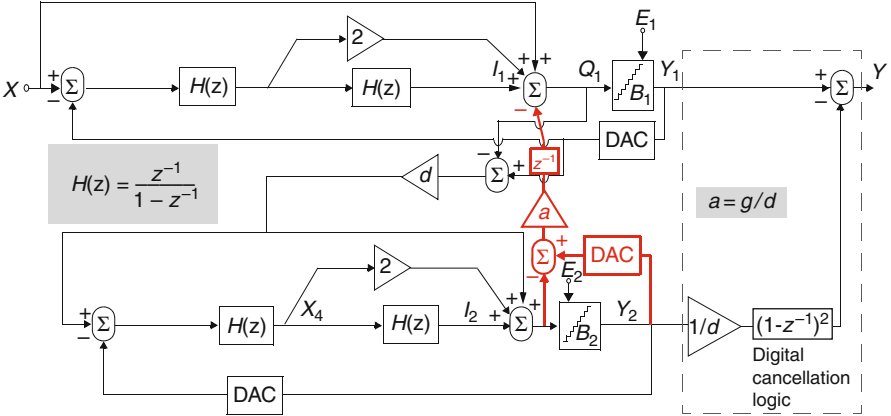 E1
2
X
+
−
Σ
H(z)
H(z)
I1
+
+
+
Σ
−
Q1
B1
Y1
+
−
Σ
Y
DAC
H(z) = z−1 / 1 − z−1
d
−
+
Σ
z−1
a = g/d
a
+
Σ
−
DAC
E2
2
+
−
Σ
H(z)
X4
H(z)
I2
+
+
+
Σ
B2
Y2
1/d
(1-z−1)2
Digital
cancellation
logic
DAC